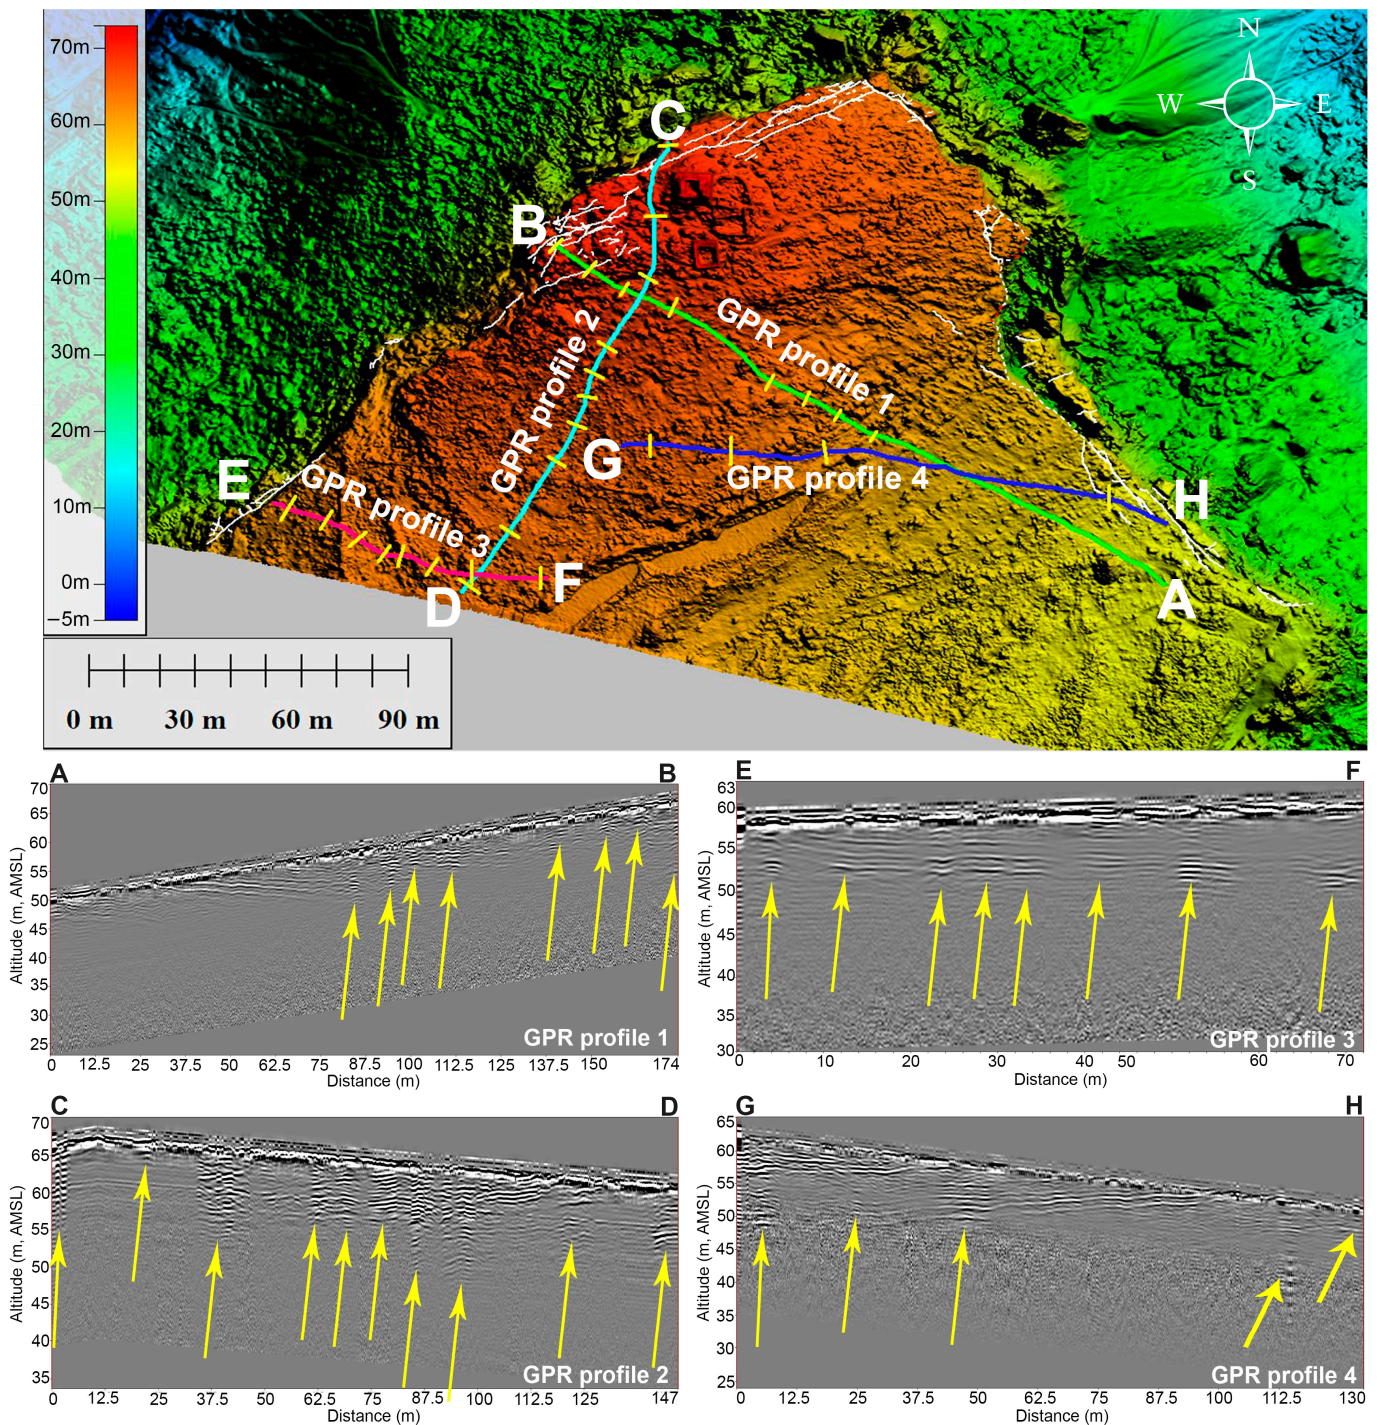 70m
60m
50m
40m
30m
20m
10m
0m
−5m
N
W E
S
C
B
GPR profile 1
GPR profile 2
G
GPR profile 4
E
GPR profile 3
H
F
D
A
0 m 30 m 60 m 90 m
A B
Altitude (m, AMSL)
70
65
60
55
50
45
40
35
30
25
GPR profile 1
0 12.5 25 37.5 50 62.5 75 87.5 100 112.5 125 137.5 150 174
Distance (m)
E F
Altitude (m, AMSL)
63
60
55
50
45
40
35
30
GPR profile 3
0 10 20 30 40 50 60 70
Distance (m)
C D
Altitude (m, AMSL)
70
65
60
55
50
45
40
35
GPR profile 2
0 12.5 25 37.5 50 62.5 75 87.5 100 112.5 125 147
Distance (m)
G H
Altitude (m, AMSL)
65
60
55
50
45
40
35
30
25
GPR profile 4
0 12.5 25 37.5 50 62.5 75 87.5 100 112.5 130
Distance (m)